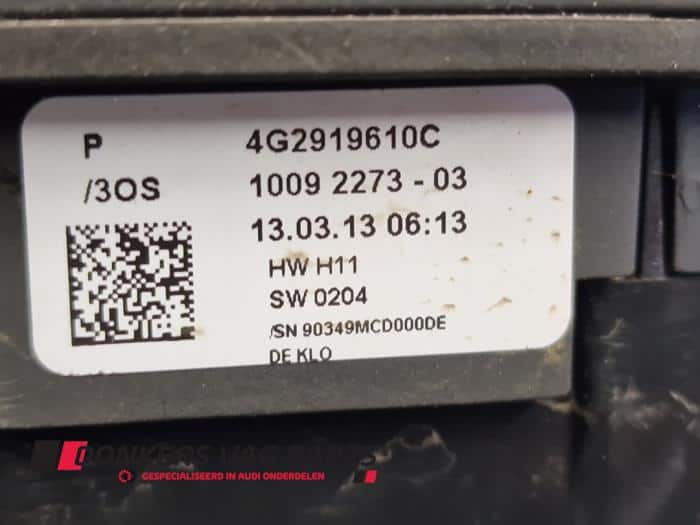 P 4G2919610C
/3OS 1009 2273 - 03
13.03.13 06:13
HW H11
SW 0204
/SN 90349MCD000DE
DE KLO
DONKERS
GESPECIALISEERD IN AUDI ONDERDELEN